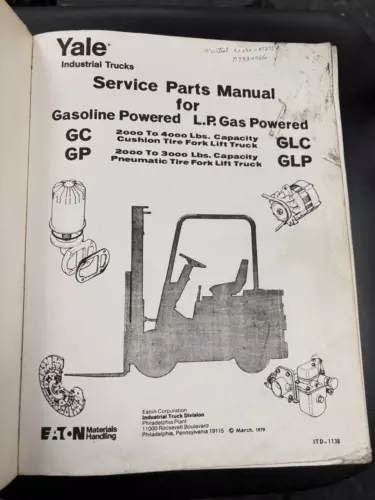 Yale®
Industrial Trucks
Service Parts Manual
for
Gasoline Powered L.P. Gas Powered
GC 2000 To 4000 Lbs. Capacity GLC
Cushion Tire Fork Lift Truck
GP 2000 To 3000 Lbs. Capacity GLP
Pneumatic Tire Fork Lift Truck
Eaton Corporation
Industrial Truck Division
Philadelphia Plant
11000 Roosevelt Boulevard
Philadelphia, Pennsylvania 19115 © March, 1979
EATON Materials
Handling
ITD-1138